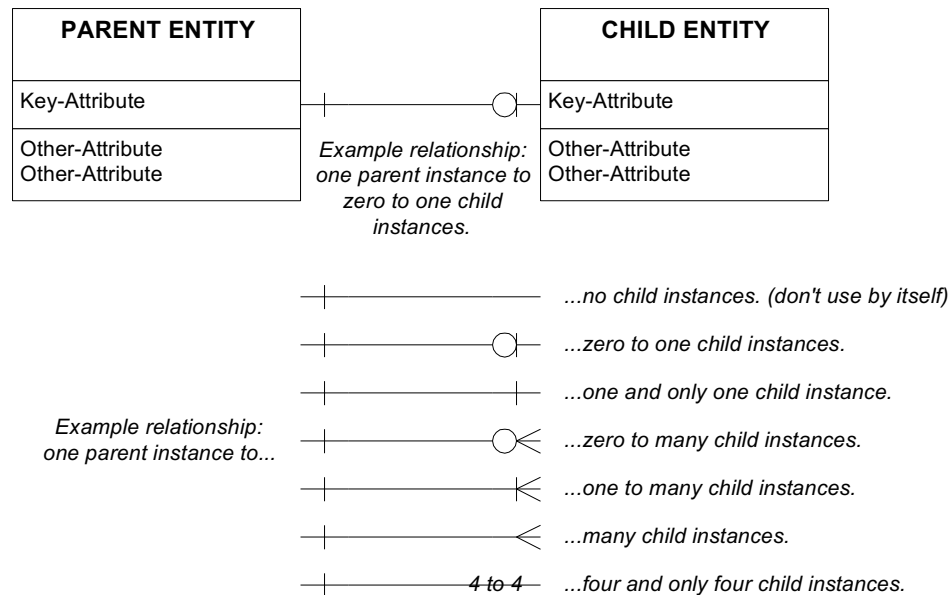 PARENT ENTITY
CHILD ENTITY
Key-Attribute
Key-Attribute
Other-Attribute
Other-Attribute
Example relationship:
one parent instance to
zero to one child
instances.
Other-Attribute
Other-Attribute
...no child instances. (don't use by itself)
...zero to one child instances.
...one and only one child instance.
Example relationship:
one parent instance to...
...zero to many child instances.
...one to many child instances.
...many child instances.
4 to 4
...four and only four child instances.